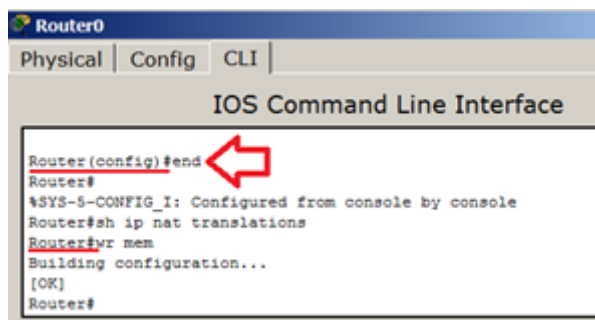 Router0
Physical Config CLI
IOS Command Line Interface
Router(config)#end
Router#
%SYS-5-CONFIG_I: Configured from console by console
Router#sh ip nat translations
Router#wr mem
Building configuration...
[OK]
Router#